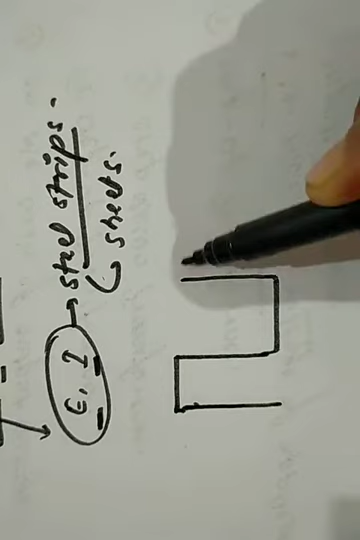 E, I → steel strips.
↳ sheets.